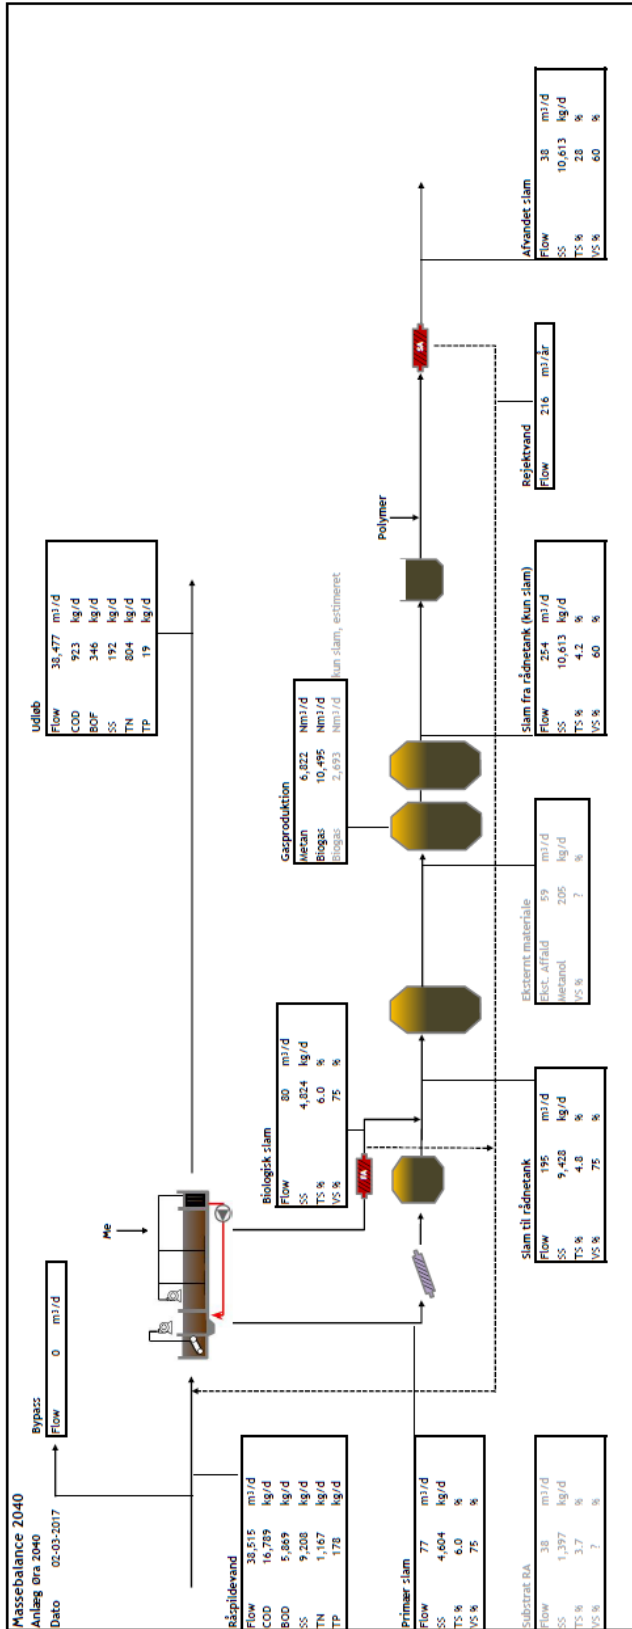 Massebalance 2040
Anlæg Øra 2040
Dato 02-03-2017
Bypass
Flow 0 m³/d
Udløb
Flow 38,477 m³/d
COD 923 kg/d
BOF 346 kg/d
SS 192 kg/d
TN 804 kg/d
TP 19 kg/d
Me
Råspildevand
Flow 38,515 m³/d
COD 16,789 kg/d
BOD 5,869 kg/d
SS 9,208 kg/d
TN 1,167 kg/d
TP 178 kg/d
Biologisk slam
Flow 80 m³/d
SS 4,824 kg/d
TS % 6.0 %
VS % 75 %
Gasproduktion
Metan 6,822 Nm³/d
Biogas 10,495 Nm³/d
Biogas 2,693 Nm³/d kun slam, estimeret
RA
Polymer
SA
Primær slam
Flow 77 m³/d
SS 4,604 kg/d
TS % 6.0 %
VS % 75 %
Substrat RA
Flow 38 m³/d
SS 1,397 kg/d
TS % 3.7 %
VS % ? %
Slam til rådnetank
Flow 195 m³/d
SS 9,428 kg/d
TS % 4.8 %
VS % 75 %
Eksternt materiale
Ekst. Affald 59 m³/d
Metanol 205 kg/d
VS % ? %
Slam fra rådnetank (kun slam)
Flow 254 m³/d
SS 10,613 kg/d
TS % 4.2 %
VS % 60 %
Rejektvand
Flow 216 m³/år
Afvandet slam
Flow 38 m³/d
SS 10,613 kg/d
TS % 28 %
VS % 60 %